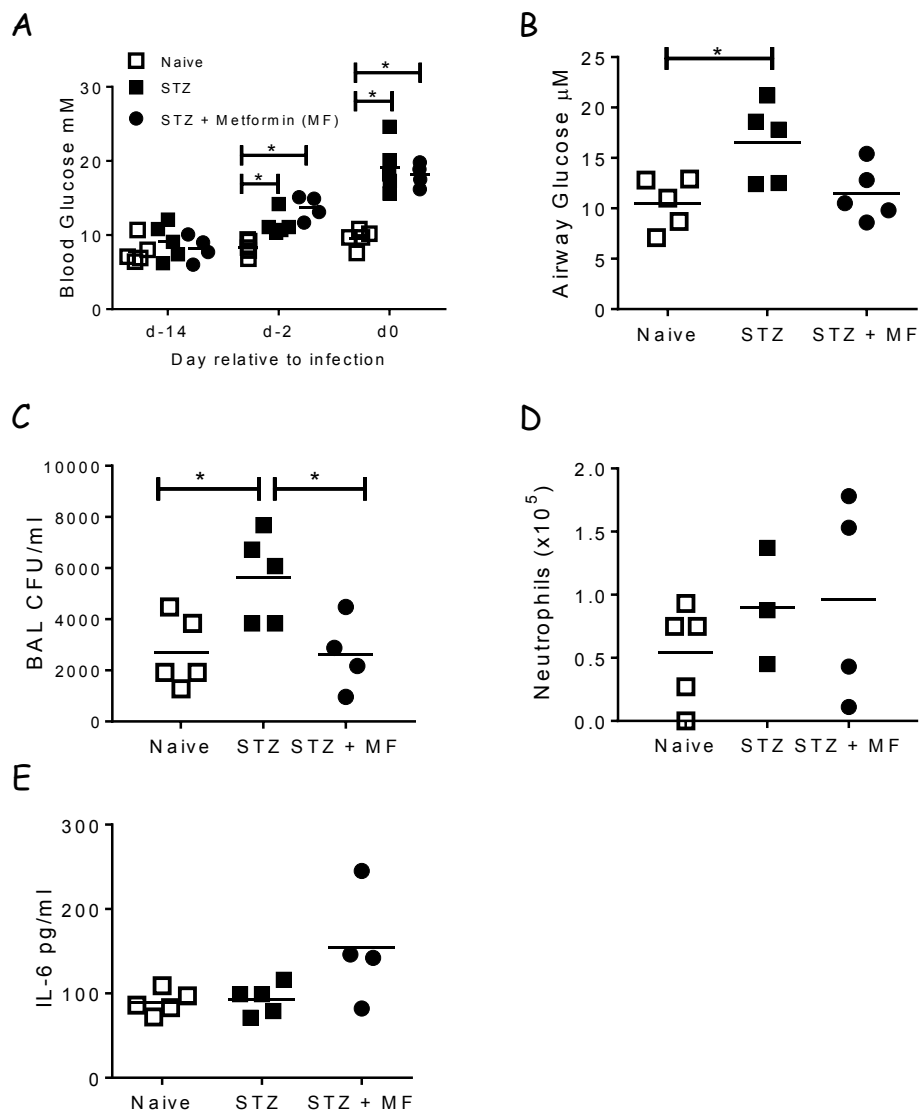 A
Naive
STZ
STZ + Metformin (MF)
Blood Glucose mM
30
20
10
0
*
*
*
*
d-14
d-2
d0
Day relative to infection
B
Airway Glucose µM
25
20
15
10
5
0
*
Naive
STZ
STZ + MF
C
BAL CFU/ml
10000
8000
6000
4000
2000
0
*
*
Naive
STZ
STZ + MF
D
Neutrophils (x10⁵)
2.0
1.5
1.0
0.5
0.0
Naive
STZ
STZ + MF
E
IL-6 pg/ml
300
200
100
0
Naive
STZ
STZ + MF